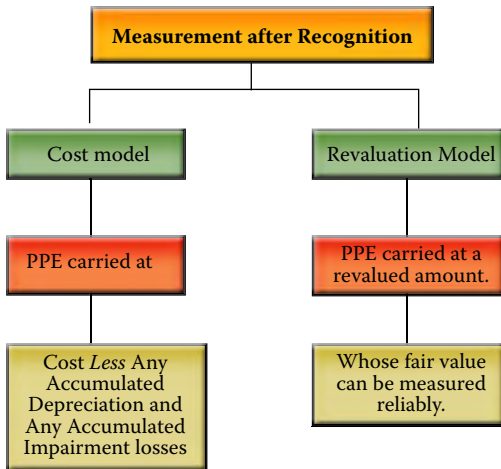 Measurement after Recognition
Cost model
PPE carried at
Cost Less Any
Accumulated
Depreciation and
Any Accumulated
Impairment losses
Revaluation Model
PPE carried at a
revalued amount.
Whose fair value
can be measured
reliably.